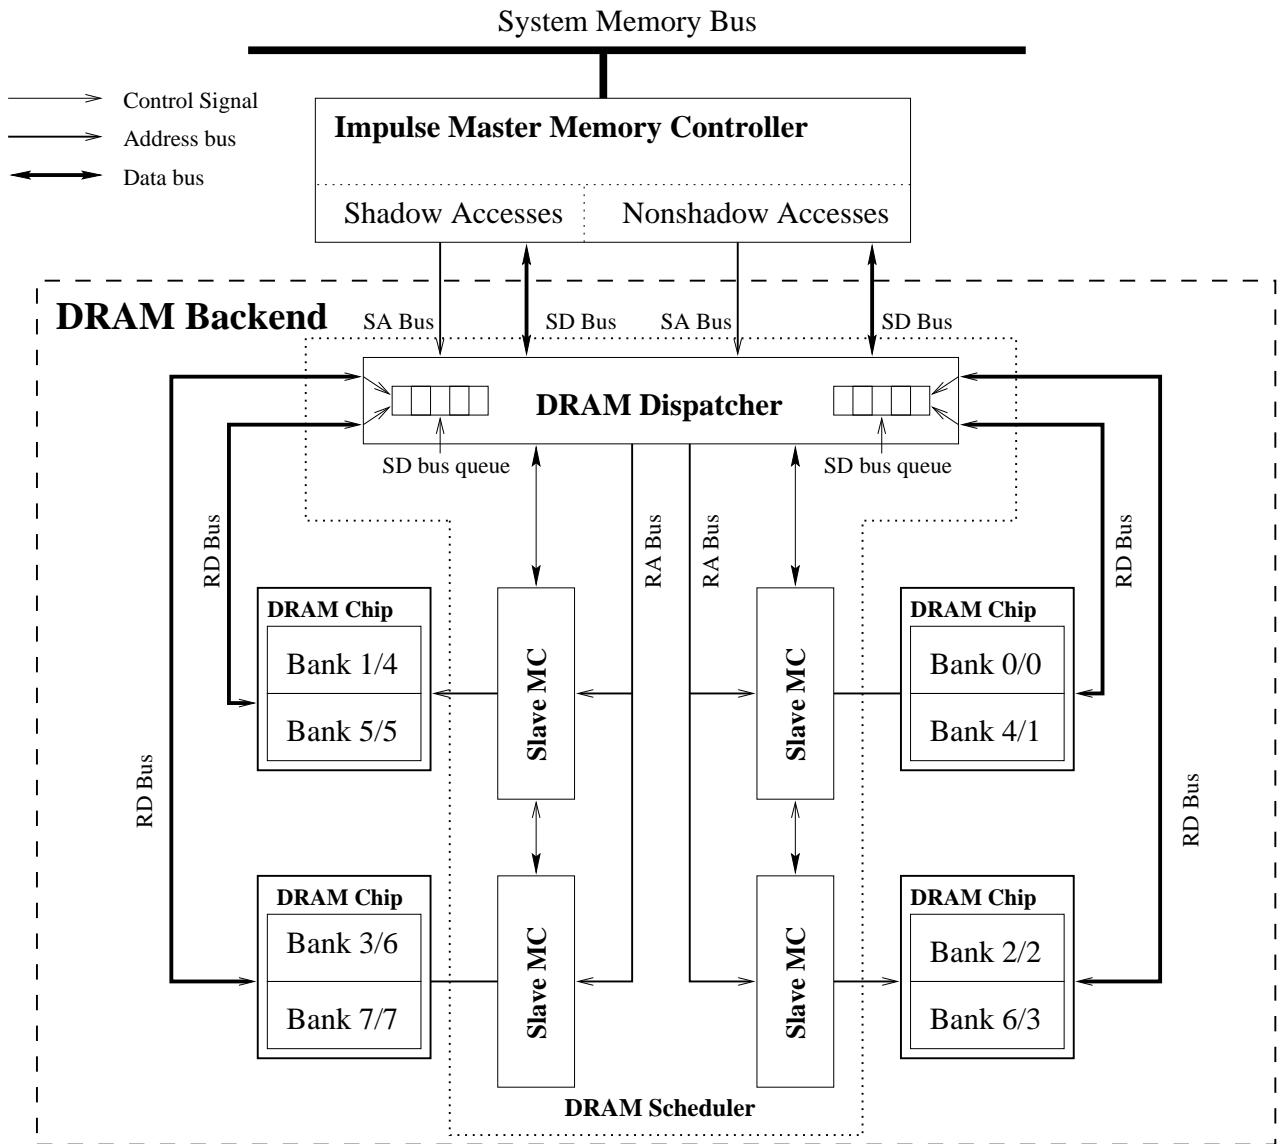 System Memory Bus
Control Signal
Address bus
Data bus
Impulse Master Memory Controller
Shadow Accesses
Nonshadow Accesses
DRAM Backend
SA Bus
SD Bus
SA Bus
SD Bus
DRAM Dispatcher
SD bus queue
SD bus queue
RD Bus
RA Bus
RA Bus
RD Bus
DRAM Chip
Bank 1/4
Bank 5/5
Slave MC
Slave MC
DRAM Chip
Bank 0/0
Bank 4/1
RD Bus
RD Bus
DRAM Chip
Bank 3/6
Bank 7/7
Slave MC
Slave MC
DRAM Chip
Bank 2/2
Bank 6/3
DRAM Scheduler